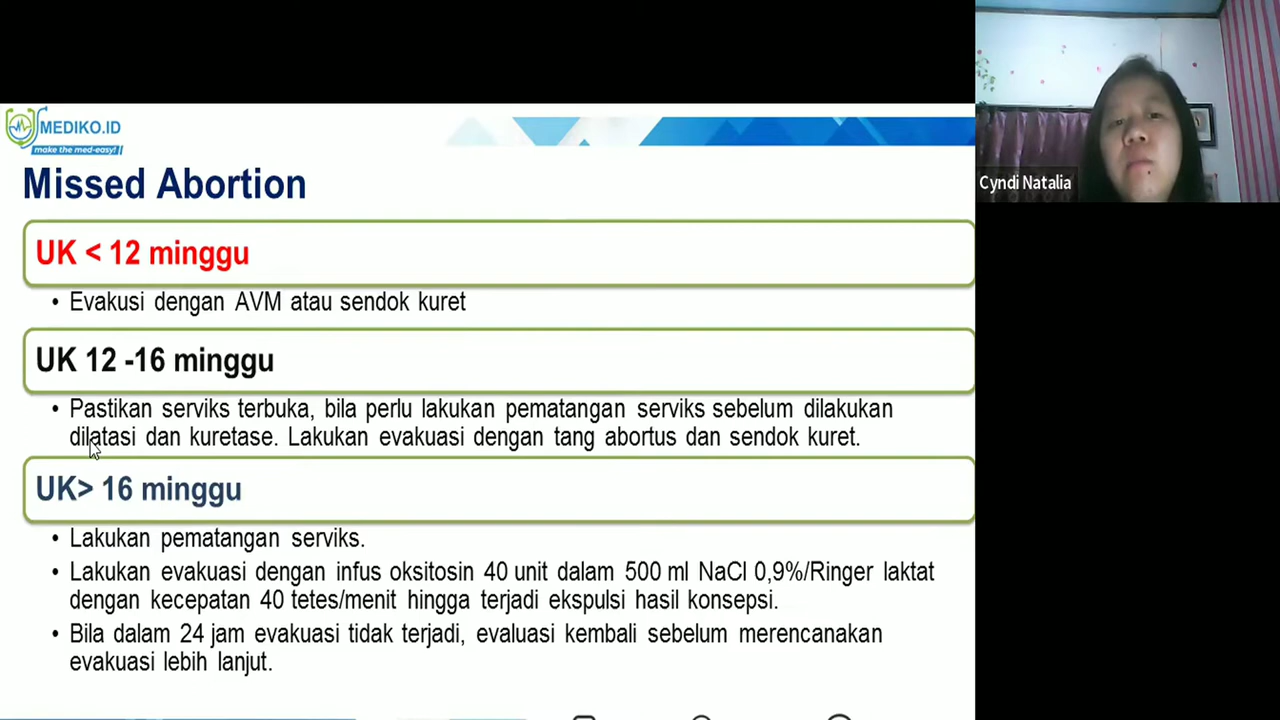 MEDIKO.ID
make the med-easy!
Missed Abortion
UK < 12 minggu
• Evakusi dengan AVM atau sendok kuret
UK 12 -16 minggu
• Pastikan serviks terbuka, bila perlu lakukan pematangan serviks sebelum dilakukan
dilatasi dan kuretase. Lakukan evakuasi dengan tang abortus dan sendok kuret.
UK> 16 minggu
• Lakukan pematangan serviks.
• Lakukan evakuasi dengan infus oksitosin 40 unit dalam 500 ml NaCl 0,9%/Ringer laktat
dengan kecepatan 40 tetes/menit hingga terjadi ekspulsi hasil konsepsi.
• Bila dalam 24 jam evakuasi tidak terjadi, evaluasi kembali sebelum merencanakan
evakuasi lebih lanjut.
Cyndi Natalia